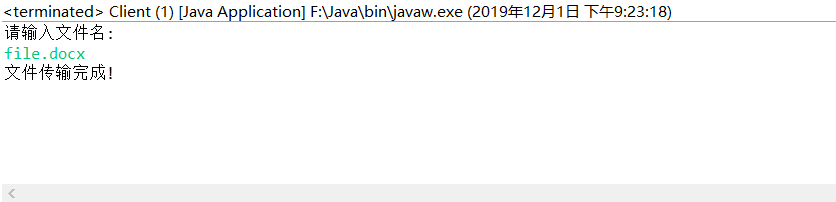 <terminated> Client (1) [Java Application] F:\Java\bin\javaw.exe (2019年12月1日 下午9:23:18)
请输入文件名:
file.docx
文件传输完成!